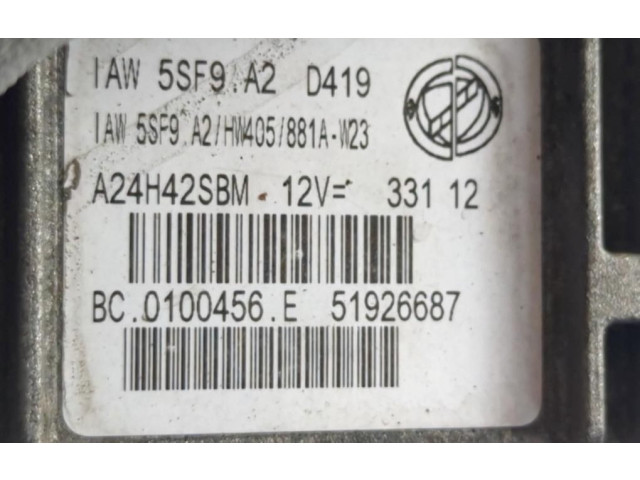 IAW 5SF9.A2 D419
IAW 5SF9.A2/HW405/881A-W23
A24H42SBM 12V= 331 12
BC.0100456.E 51926687